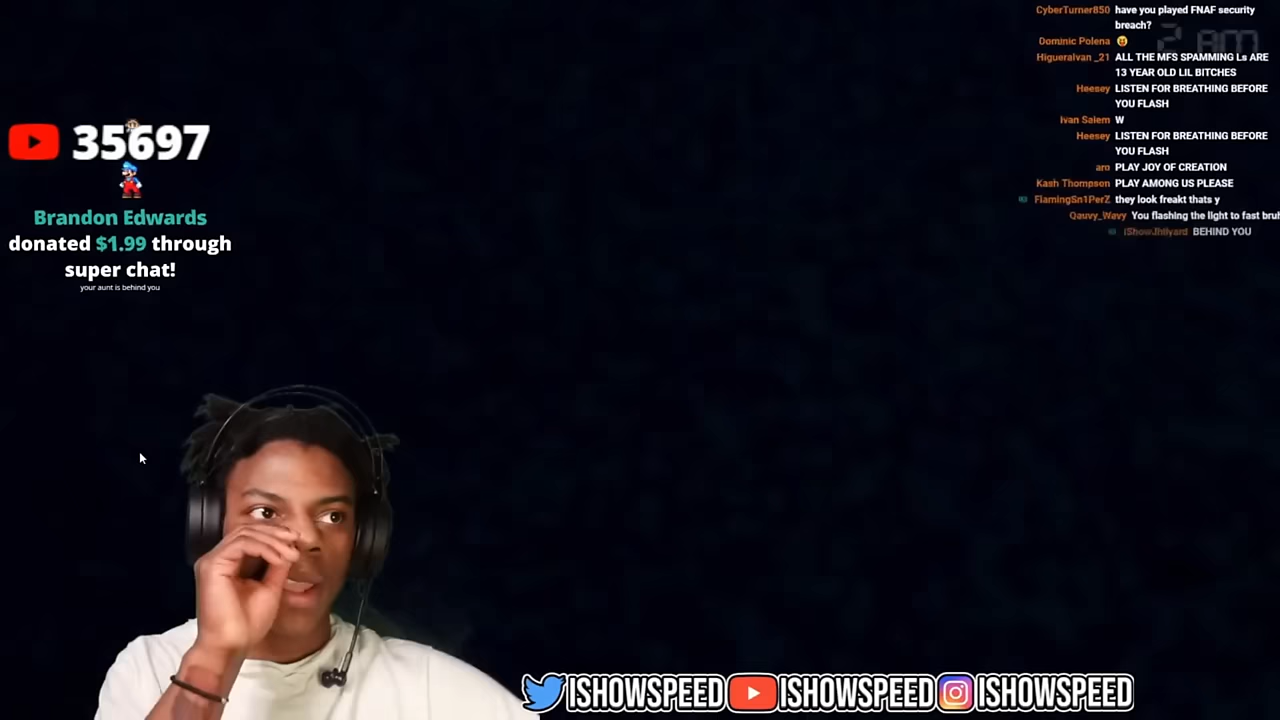 35697
Brandon Edwards
donated $1.99 through
super chat!
your aunt is behind you
2 AM
CyberTurner850 have you played FNAF security
breach?
Dominic Polena
Higueralvan _21 ALL THE MFS SPAMMING Ls ARE
13 YEAR OLD LIL BITCHES
Heesey LISTEN FOR BREATHING BEFORE
YOU FLASH
Ivan Salem W
Heesey LISTEN FOR BREATHING BEFORE
YOU FLASH
aro PLAY JOY OF CREATION
Kash Thompson PLAY AMONG US PLEASE
FlamingSn1PerZ they look freakt thats y
Qauvy_Wavy You flashing the light to fast bruh
iShowJhilyard BEHIND YOU
ISHOWSPEED ISHOWSPEED ISHOWSPEED